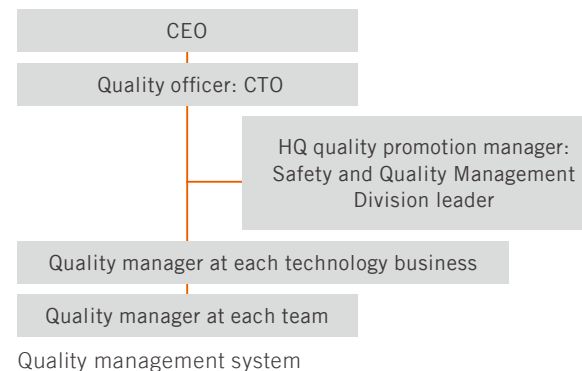 CEO
Quality officer: CTO
HQ quality promotion manager:
Safety and Quality Management
Division leader
Quality manager at each technology business
Quality manager at each team
Quality management system